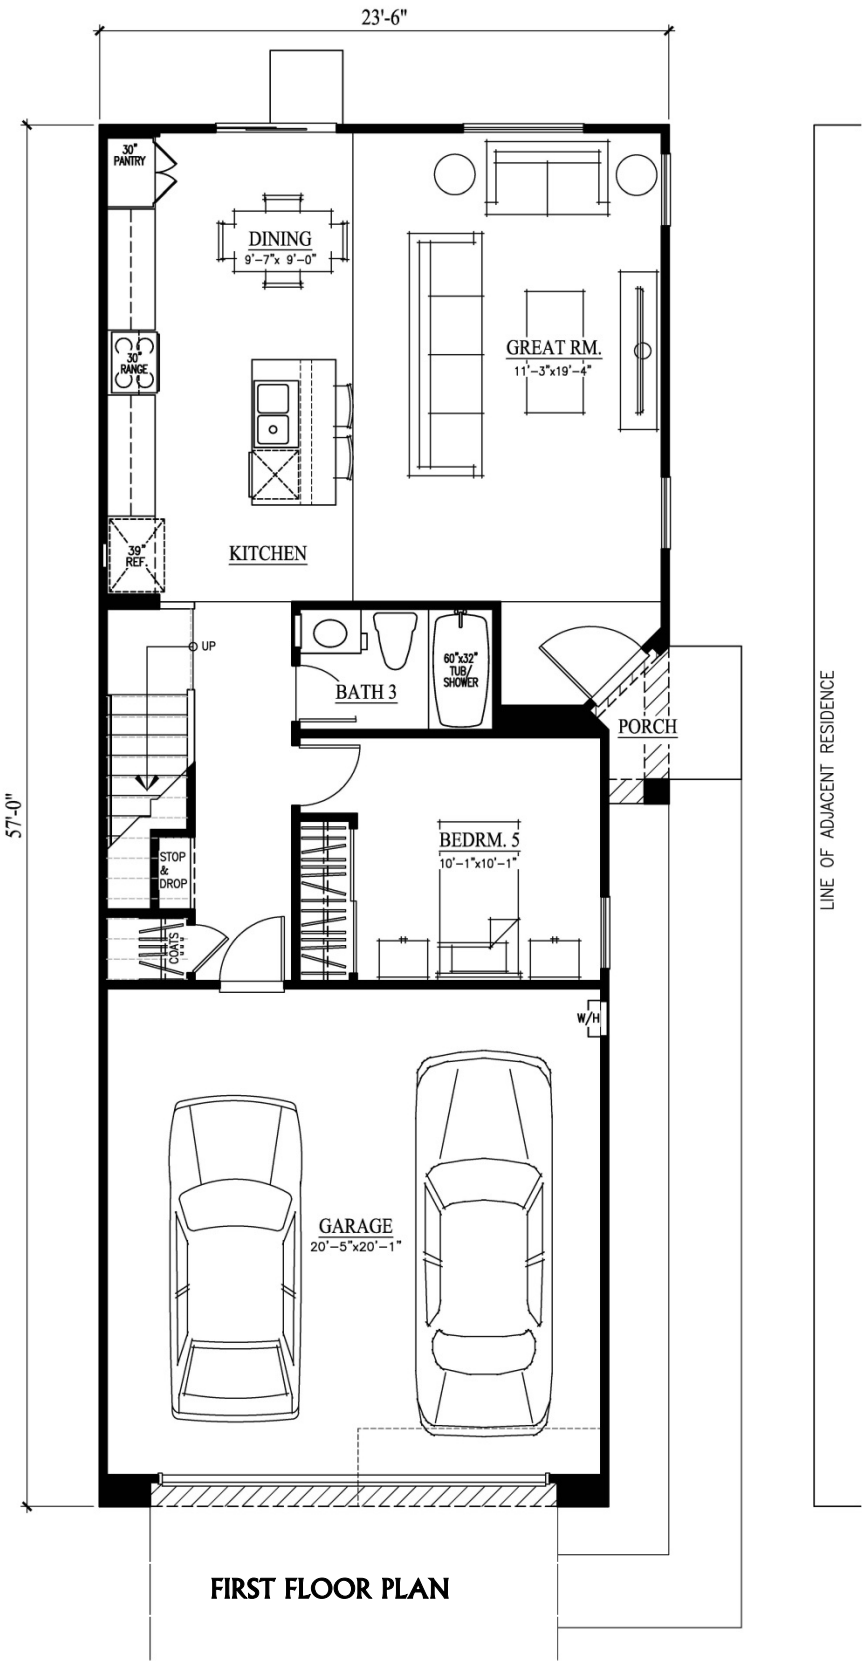 23'-6"
30"
PANTRY
DINING
9'-7"x 9'-0"
GREAT RM.
11'-3"x19'-4"
30"
RANGE
KITCHEN
39"
REF.
UP
60"x32"
TUB/
SHOWER
BATH 3
PORCH
57'-0"
LINE OF ADJACENT RESIDENCE
BEDRM. 5
10'-1"x10'-1"
STOP
&
DROP
COATS
W/H
GARAGE
20'-5"x20'-1"
FIRST FLOOR PLAN